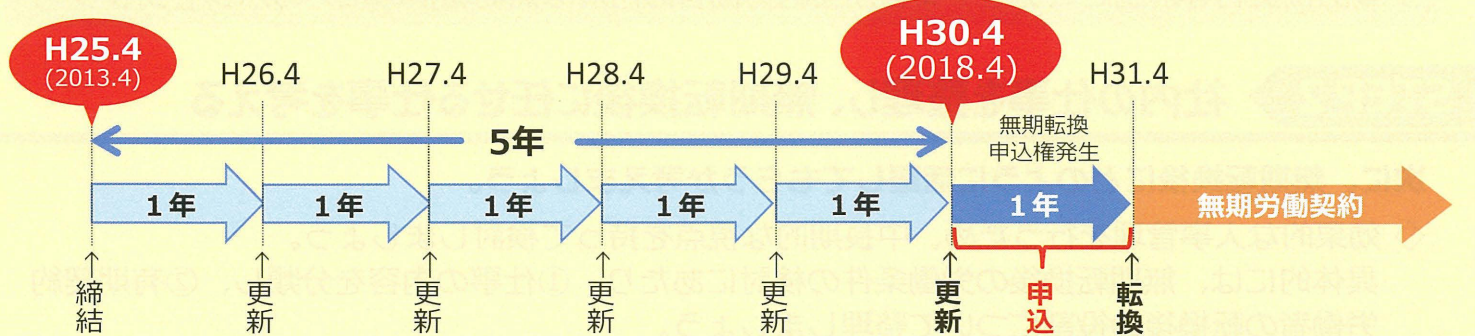 H25.4
(2013.4)
H26.4
H27.4
H28.4
H29.4
H30.4
(2018.4)
H31.4
5年
無期転換
申込権発生
1年
1年
1年
1年
1年
1年
無期労働契約
締結
更新
更新
更新
更新
更新
申込
転換